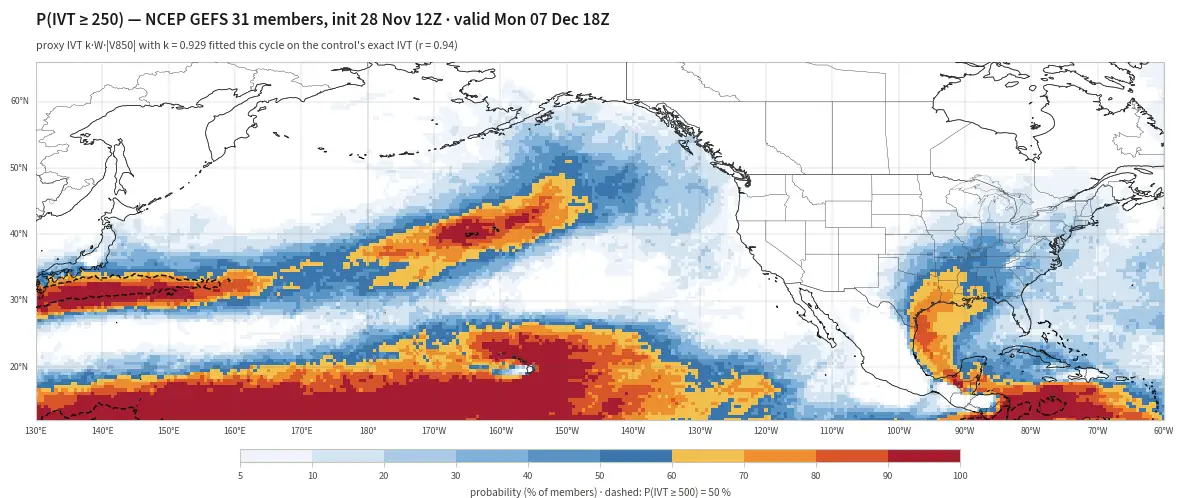 P(IVT ≥ 250) — NCEP GEFS 31 members, init 28 Nov 12Z · valid Mon 07 Dec 18Z
proxy IVT k·W·|V850| with k = 0.929 fitted this cycle on the control's exact IVT (r = 0.94)
60°N
50°N
40°N
30°N
20°N
130°E 140°E 150°E 160°E 170°E 180° 170°W 160°W 150°W 140°W 130°W 120°W 110°W 100°W 90°W 80°W 70°W 60°W
5 10 20 30 40 50 60 70 80 90 100
probability (% of members) · dashed: P(IVT ≥ 500) = 50 %